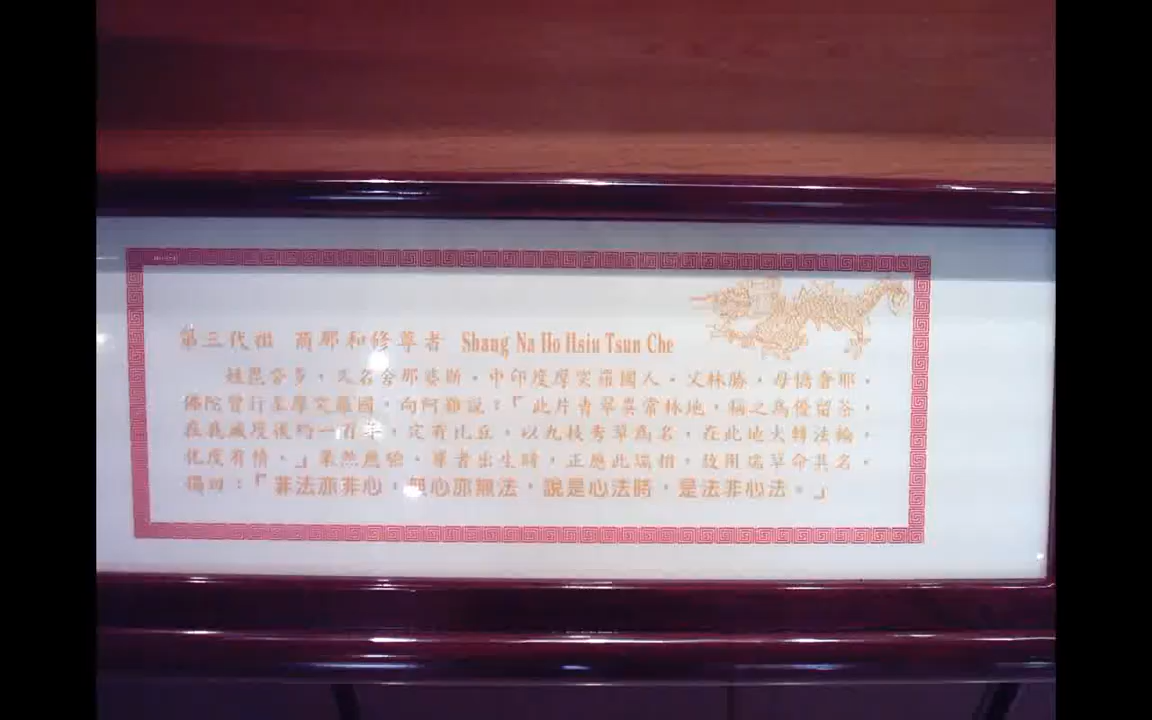 第三代祖 商那和修尊者 Shang Na Ho Hsiu Tsun Che
姓毘舍多，又名舍那婆斯。中印度摩突羅國人。父林勝，母憍奢耶。
佛陀曾行至摩突羅國，向阿難說：「此片青翠異常林地，稱之為優留荼，
在我滅度後約一百年，定有比丘，以九枝秀草為名，在此地大轉法輪，
化度有情。」果然應驗。尊者出生時，正應此瑞相，故用瑞草命其名。
偈曰：「非法亦非心，無心亦無法，說是心法時，是法非心法。」